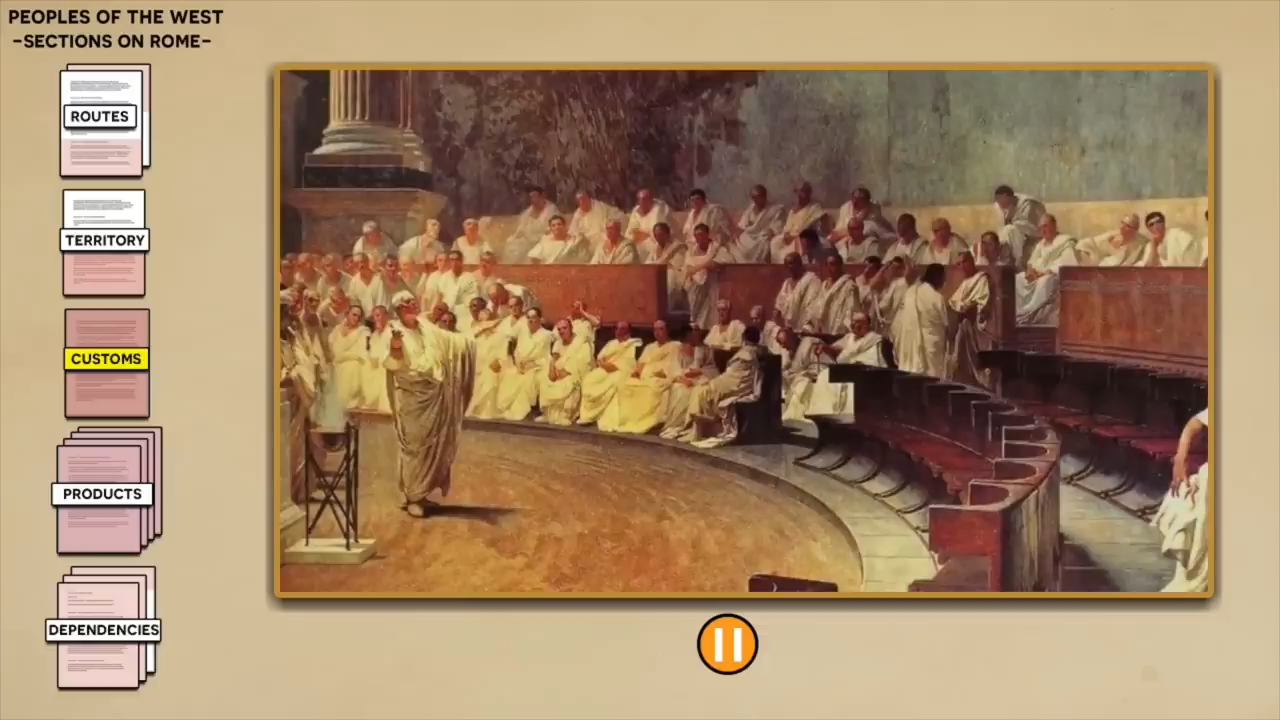 PEOPLES OF THE WEST
-SECTIONS ON ROME-
ROUTES
TERRITORY
CUSTOMS
PRODUCTS
DEPENDENCIES